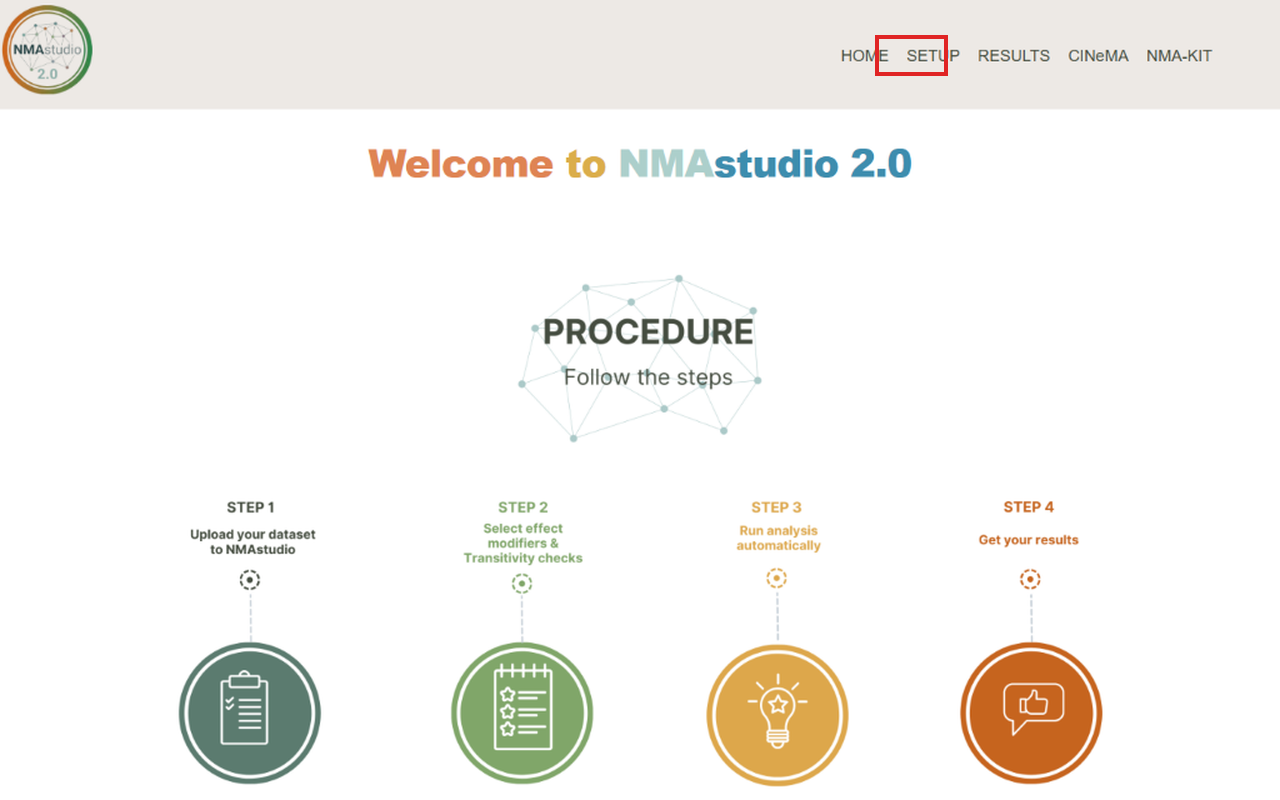 NMAstudio
2.0
HOME SETUP RESULTS CINeMA NMA-KIT
Welcome to NMAstudio 2.0
PROCEDURE
Follow the steps
STEP 1
Upload your dataset
to NMAstudio
STEP 2
Select effect
modifiers &
Transitivity checks
STEP 3
Run analysis
automatically
STEP 4
Get your results